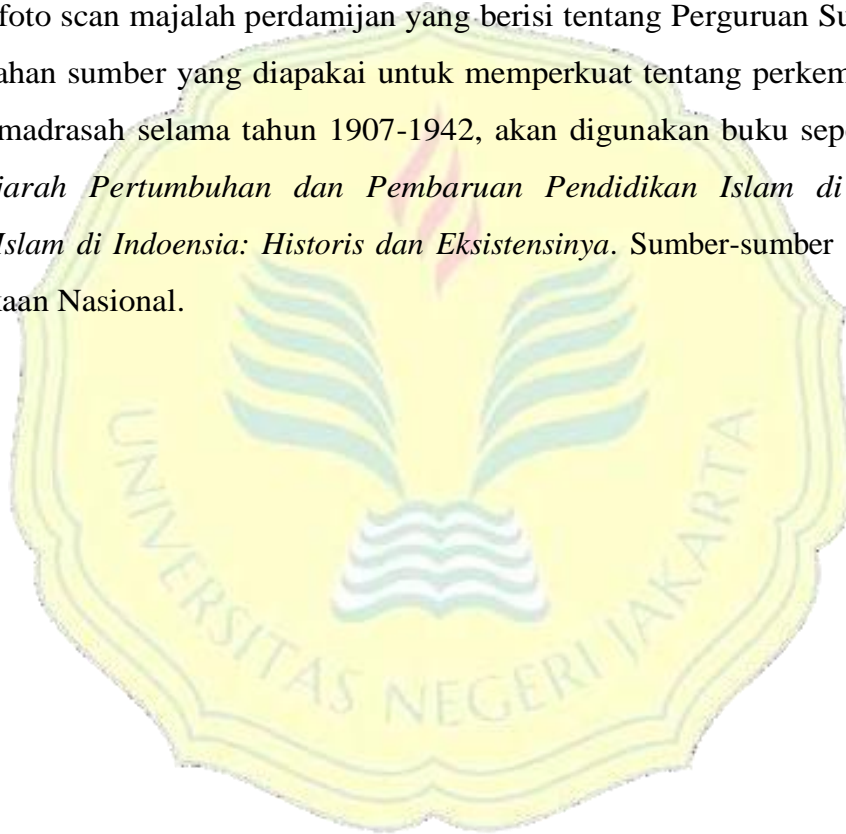 foto scan majalah perdamijan yang berisi tentang Perguruan Su
ahan sumber yang diapakai untuk memperkuat tentang perkem
madrasah selama tahun 1907-1942, akan digunakan buku sep
jarah Pertumbuhan dan Pembaruan Pendidikan Islam di
Islam di Indoensia: Historis dan Eksistensinya. Sumber-sumber
kaan Nasional.
UNIVERSITAS NEGERI JAKARTA